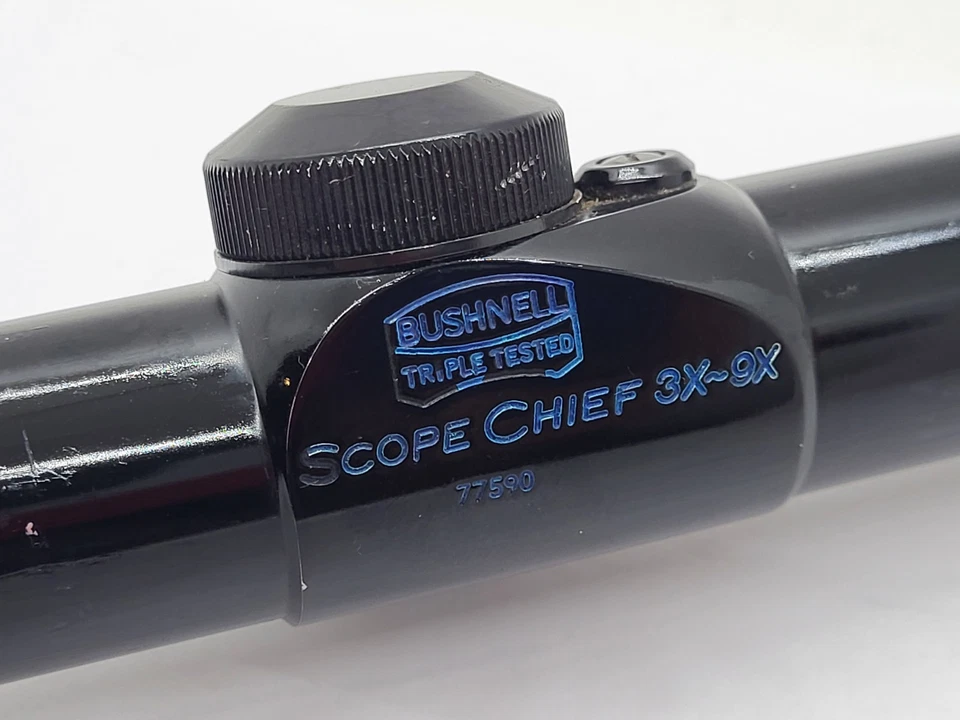 BUSHNELL
TRIPLE TESTED
SCOPE CHIEF 3X~9X
77590